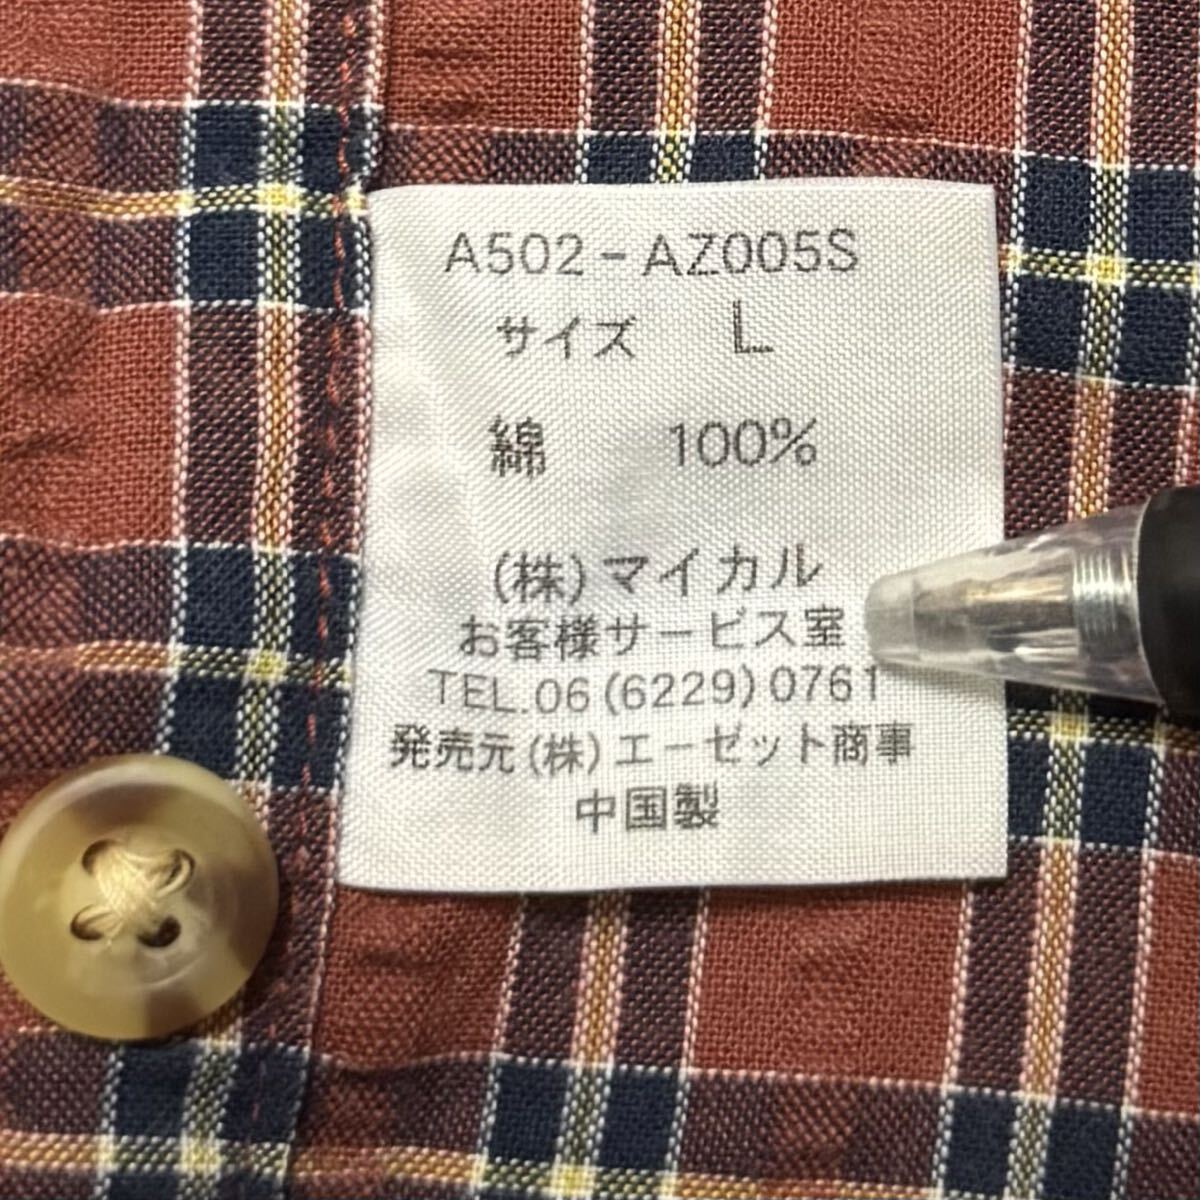 A502-AZ005S
サイズ L
綿 100%
(株)マイカル
お客様サービス室
TEL.06(6229)0761
発売元(株)エーゼット商事
中国製